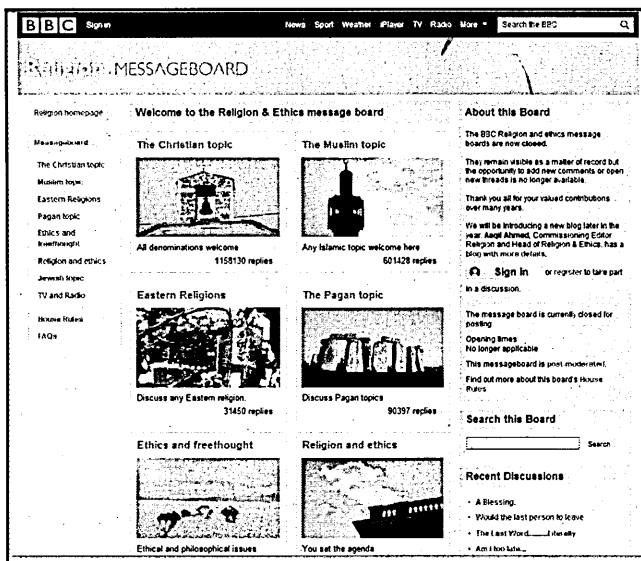 BBC Sign in News Sport Weather iPlayer TV Radio More Search the BBC
Religion MESSAGEBOARD
Religion homepage
Messageboard
The Christian topic
Muslim topic
Eastern Religions
Pagan topic
Ethics and
freethought
Religion and ethics
Jewish topic
TV and Radio
House Rules
FAQs
Welcome to the Religion & Ethics message board
The Christian topic
All denominations welcome
1158130 replies
The Muslim topic
Any Islamic topic welcome here
601428 replies
Eastern Religions
Discuss any Eastern religion.
31450 replies
The Pagan topic
Discuss Pagan topics
90397 replies
Ethics and freethought
Ethical and philosophical issues
Religion and ethics
You set the agenda
About this Board
The BBC Religion and ethics message
boards are now closed.
They remain visible as a matter of record but
the opportunity to add new comments or open
new threads is no longer available.
Thank you all for your valued contributions
over many years.
We will be introducing a new blog later in the
year. Aaqil Ahmed, Commissioning Editor
Religion and Head of Religion & Ethics, has a
blog with more details.
Sign in or register to take part
in a discussion.
The message board is currently closed for
posting.
Opening times
No longer applicable
This messageboard is post-moderated.
Find out more about this board's House
Rules
Search this Board
Search
Recent Discussions
A Blessing.
Would the last person to leave
The Last Word......Literally
Am I too late...